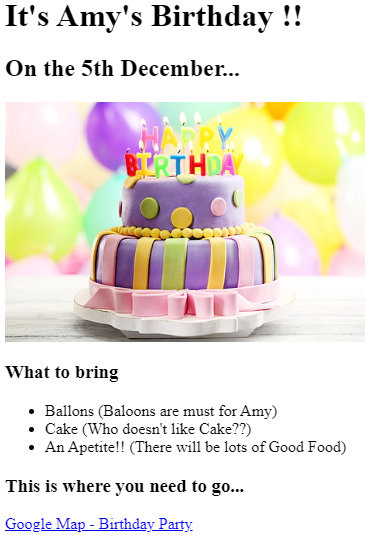 It's Amy's Birthday !!
On the 5th December...
HAPPY
BIRTHDAY
What to bring
Ballons (Baloons are must for Amy)
Cake (Who doesn't like Cake??)
An Apetite!! (There will be lots of Good Food)
This is where you need to go...
Google Map - Birthday Party